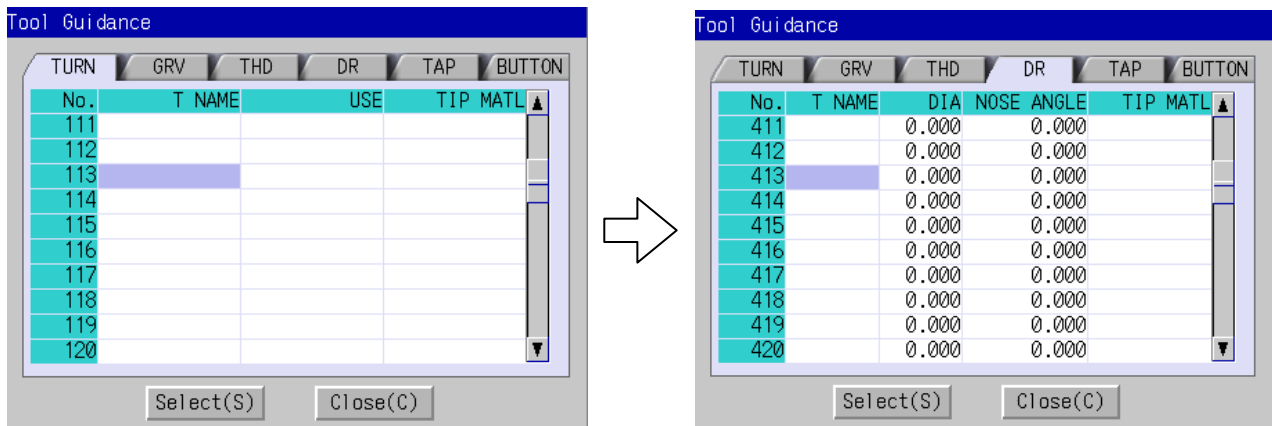 Tool Guidance
TURN GRV THD DR TAP BUTTON
No. T NAME USE TIP MATL
111
112
113
114
115
116
117
118
119
120
Select(S) Close(C)
Tool Guidance
TURN GRV THD DR TAP BUTTON
No. T NAME DIA NOSE ANGLE TIP MATL
411 0.000 0.000
412 0.000 0.000
413 0.000 0.000
414 0.000 0.000
415 0.000 0.000
416 0.000 0.000
417 0.000 0.000
418 0.000 0.000
419 0.000 0.000
420 0.000 0.000
Select(S) Close(C)